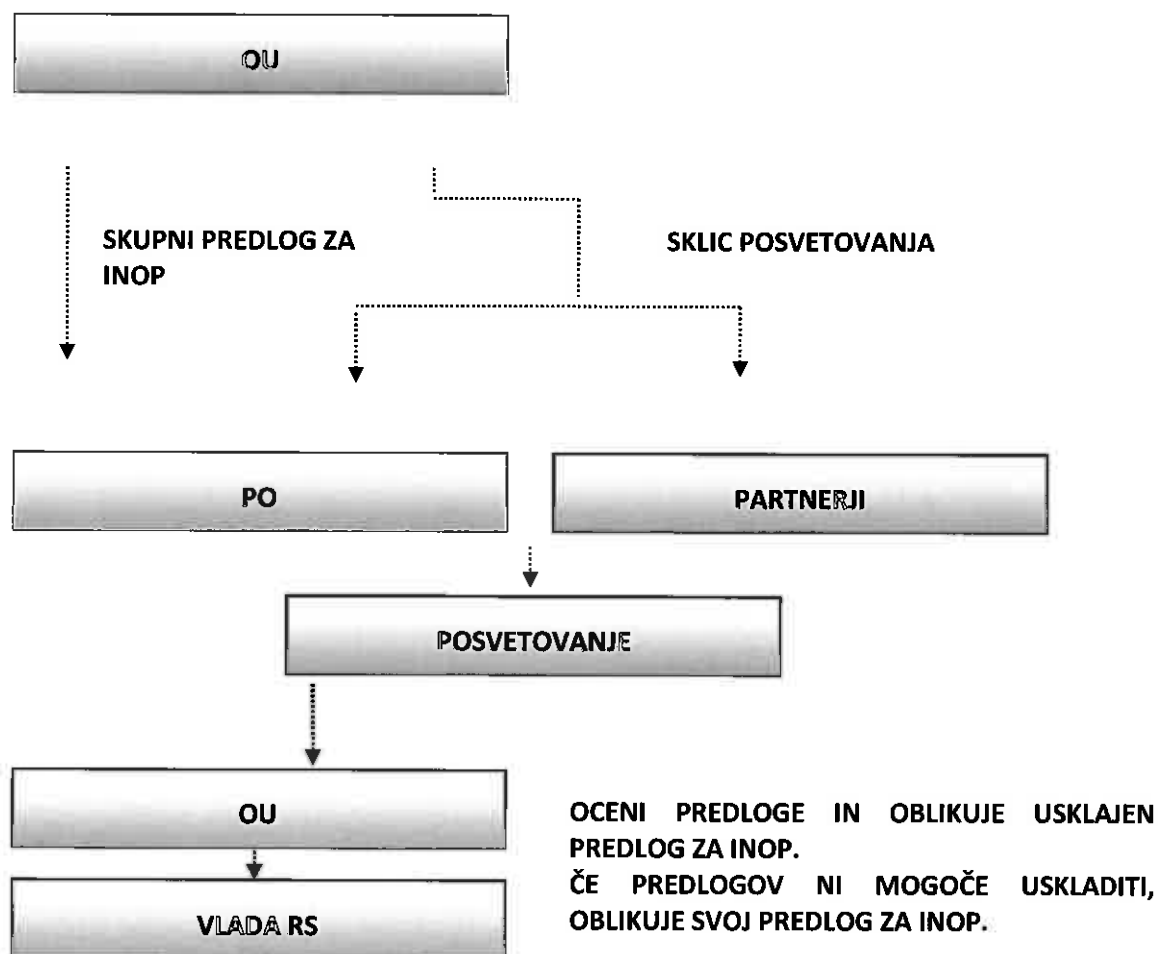 OU
SKUPNI PREDLOG ZA
INOP
SKLIC POSVETOVANJA
PO
PARTNERJI
POSVETOVANJE
OU
OCENI PREDLOGE IN OBLIKUJE USKLAJEN
PREDLOG ZA INOP.
ČE PREDLOGOV NI MOGOČE USKLADITI,
OBLIKUJE SVOJ PREDLOG ZA INOP.
VLADA RS